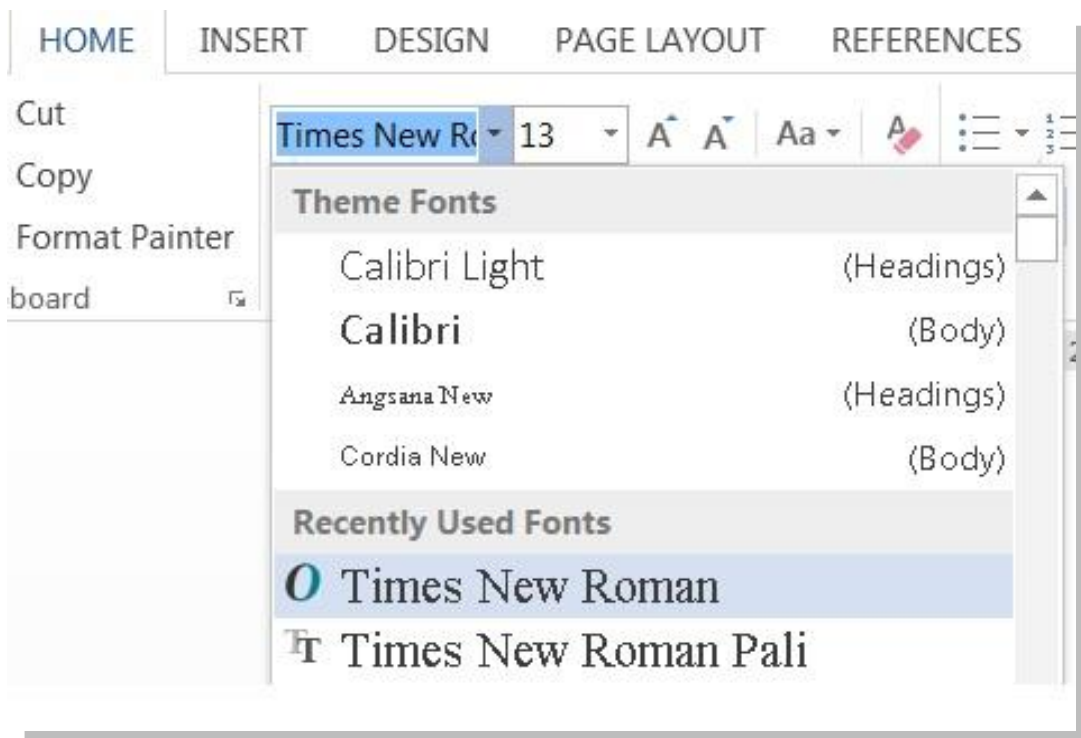 HOME INSERT DESIGN PAGE LAYOUT REFERENCES
Cut
Times New Ro 13 Aa
Copy
Format Painter
board
Theme Fonts
Calibri Light (Headings)
Calibri (Body)
Angsana New (Headings)
Cordia New (Body)
Recently Used Fonts
Times New Roman
Times New Roman Pali